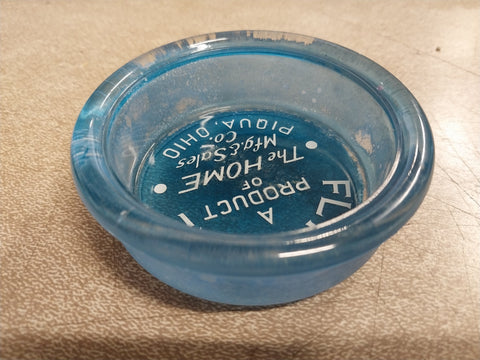 A
PRODUCT
OF
The HOME
Mfg. & Sales
Co.
PIQUA, OHIO